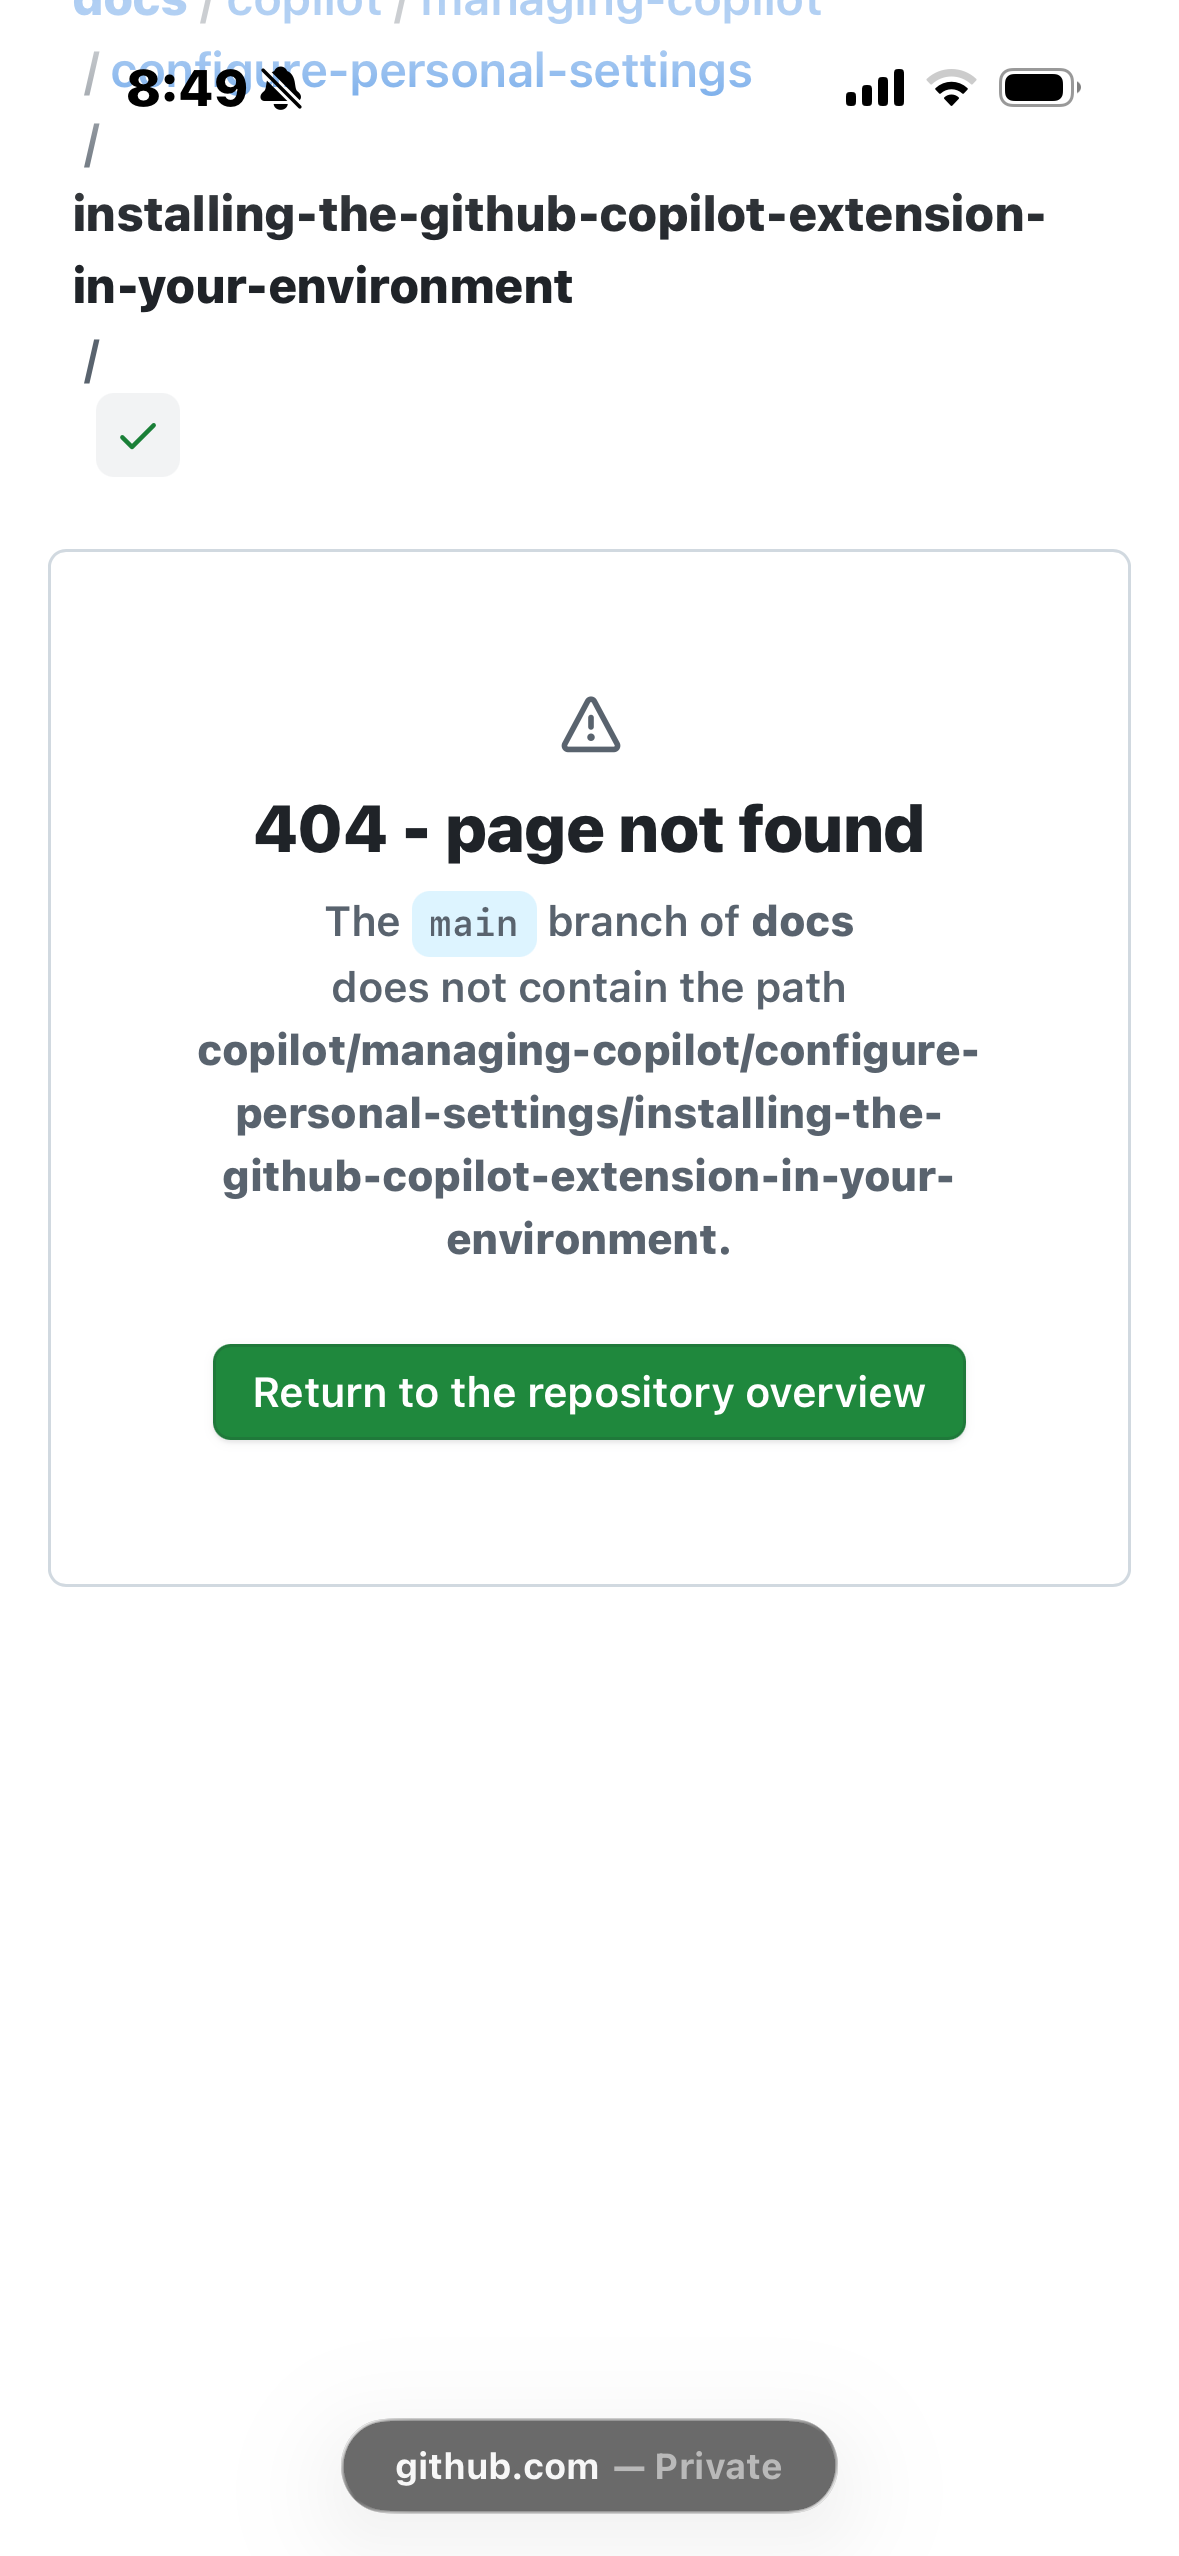 docs / copilot / managing-copilot
/ configure-personal-settings
8:49
/
installing-the-github-copilot-extension-
in-your-environment
/
404 - page not found
The main branch of docs
does not contain the path
copilot/managing-copilot/configure-
personal-settings/installing-the-
github-copilot-extension-in-your-
environment.
Return to the repository overview
github.com — Private